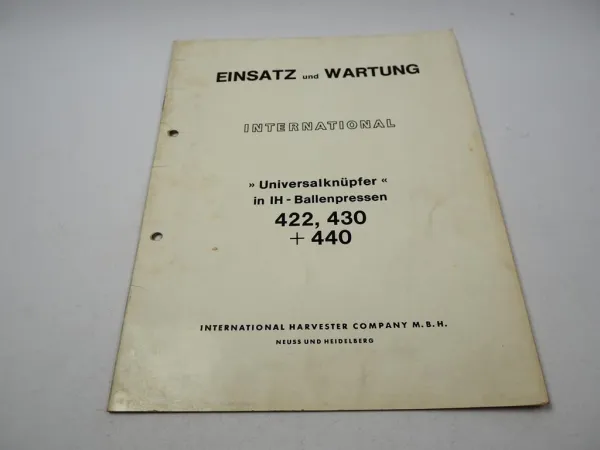 EINSATZ und WARTUNG
INTERNATIONAL
» Universalknüpfer «
in IH - Ballenpressen
422, 430
+ 440
INTERNATIONAL HARVESTER COMPANY M.B.H.
NEUSS UND HEIDELBERG